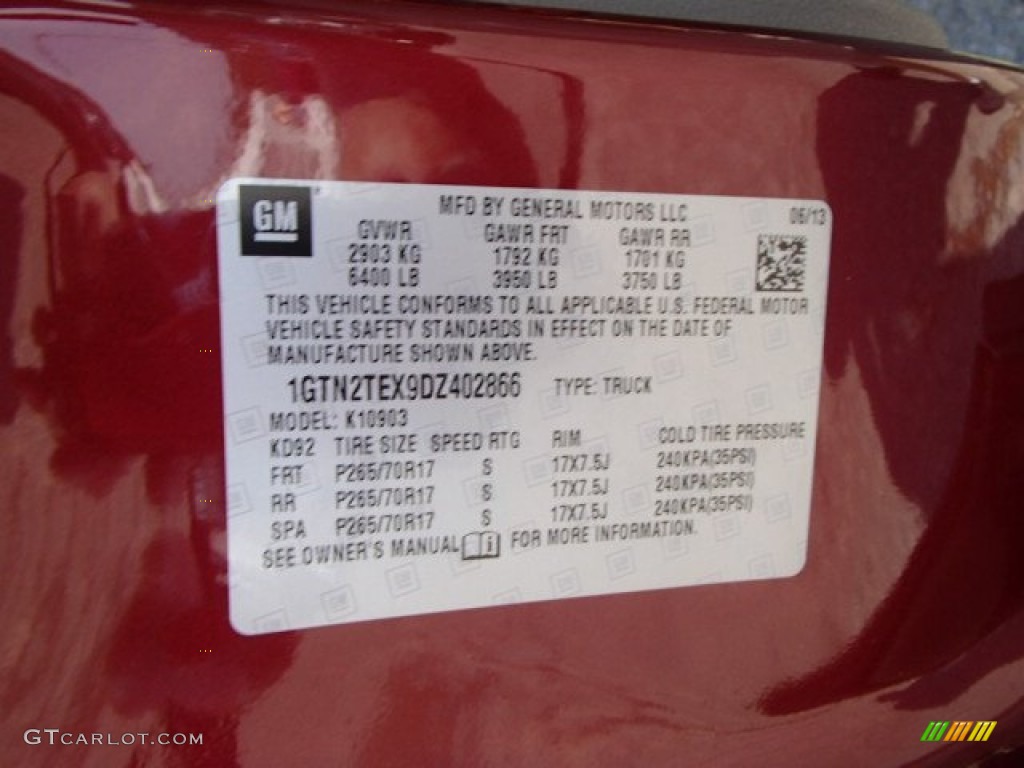 GM
MFD BY GENERAL MOTORS LLC 06/13
GVWR GAWR FRT GAWR RR
2903 KG 1792 KG 1701 KG
6400 LB 3950 LB 3750 LB
THIS VEHICLE CONFORMS TO ALL APPLICABLE U.S. FEDERAL MOTOR
VEHICLE SAFETY STANDARDS IN EFFECT ON THE DATE OF
MANUFACTURE SHOWN ABOVE.
1GTN2TEX9DZ402866 TYPE: TRUCK
MODEL: K10903
KD92 TIRE SIZE SPEED RTG RIM COLD TIRE PRESSURE
FRT P265/70R17 S 17X7.5J 240KPA(35PSI)
RR P265/70R17 S 17X7.5J 240KPA(35PSI)
SPA P265/70R17 S 17X7.5J 240KPA(35PSI)
SEE OWNER'S MANUAL i FOR MORE INFORMATION.
GTCARLOT.COM